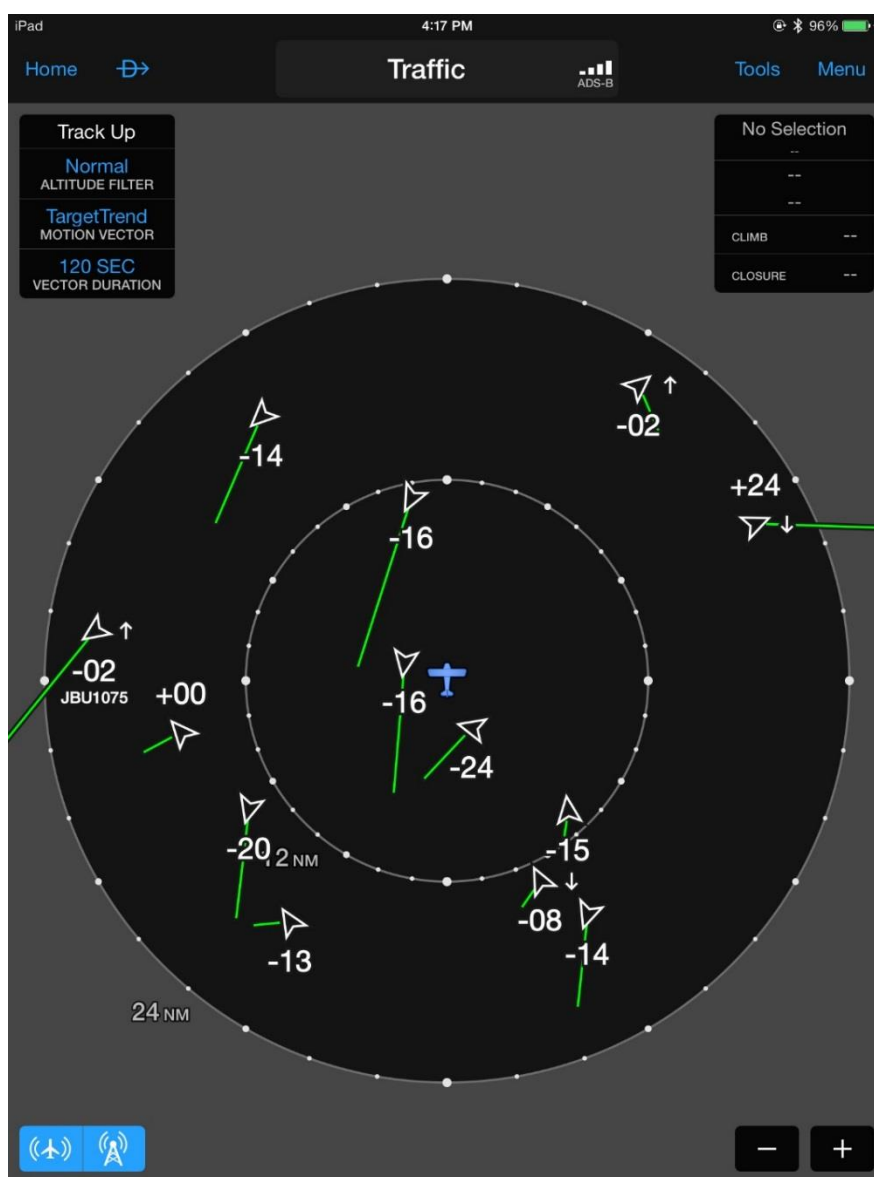 iPad 4:17 PM 96%
Home D Traffic ADS-B Tools Menu
Track Up
Normal
ALTITUDE FILTER
TargetTrend
MOTION VECTOR
120 SEC
VECTOR DURATION
No Selection
--
--
--
CLIMB --
CLOSURE --
-02
-14
+24
-16
-02
JBU1075
+00
-16
-24
-20
-15
2 NM
-08
-13
-14
24 NM
− +